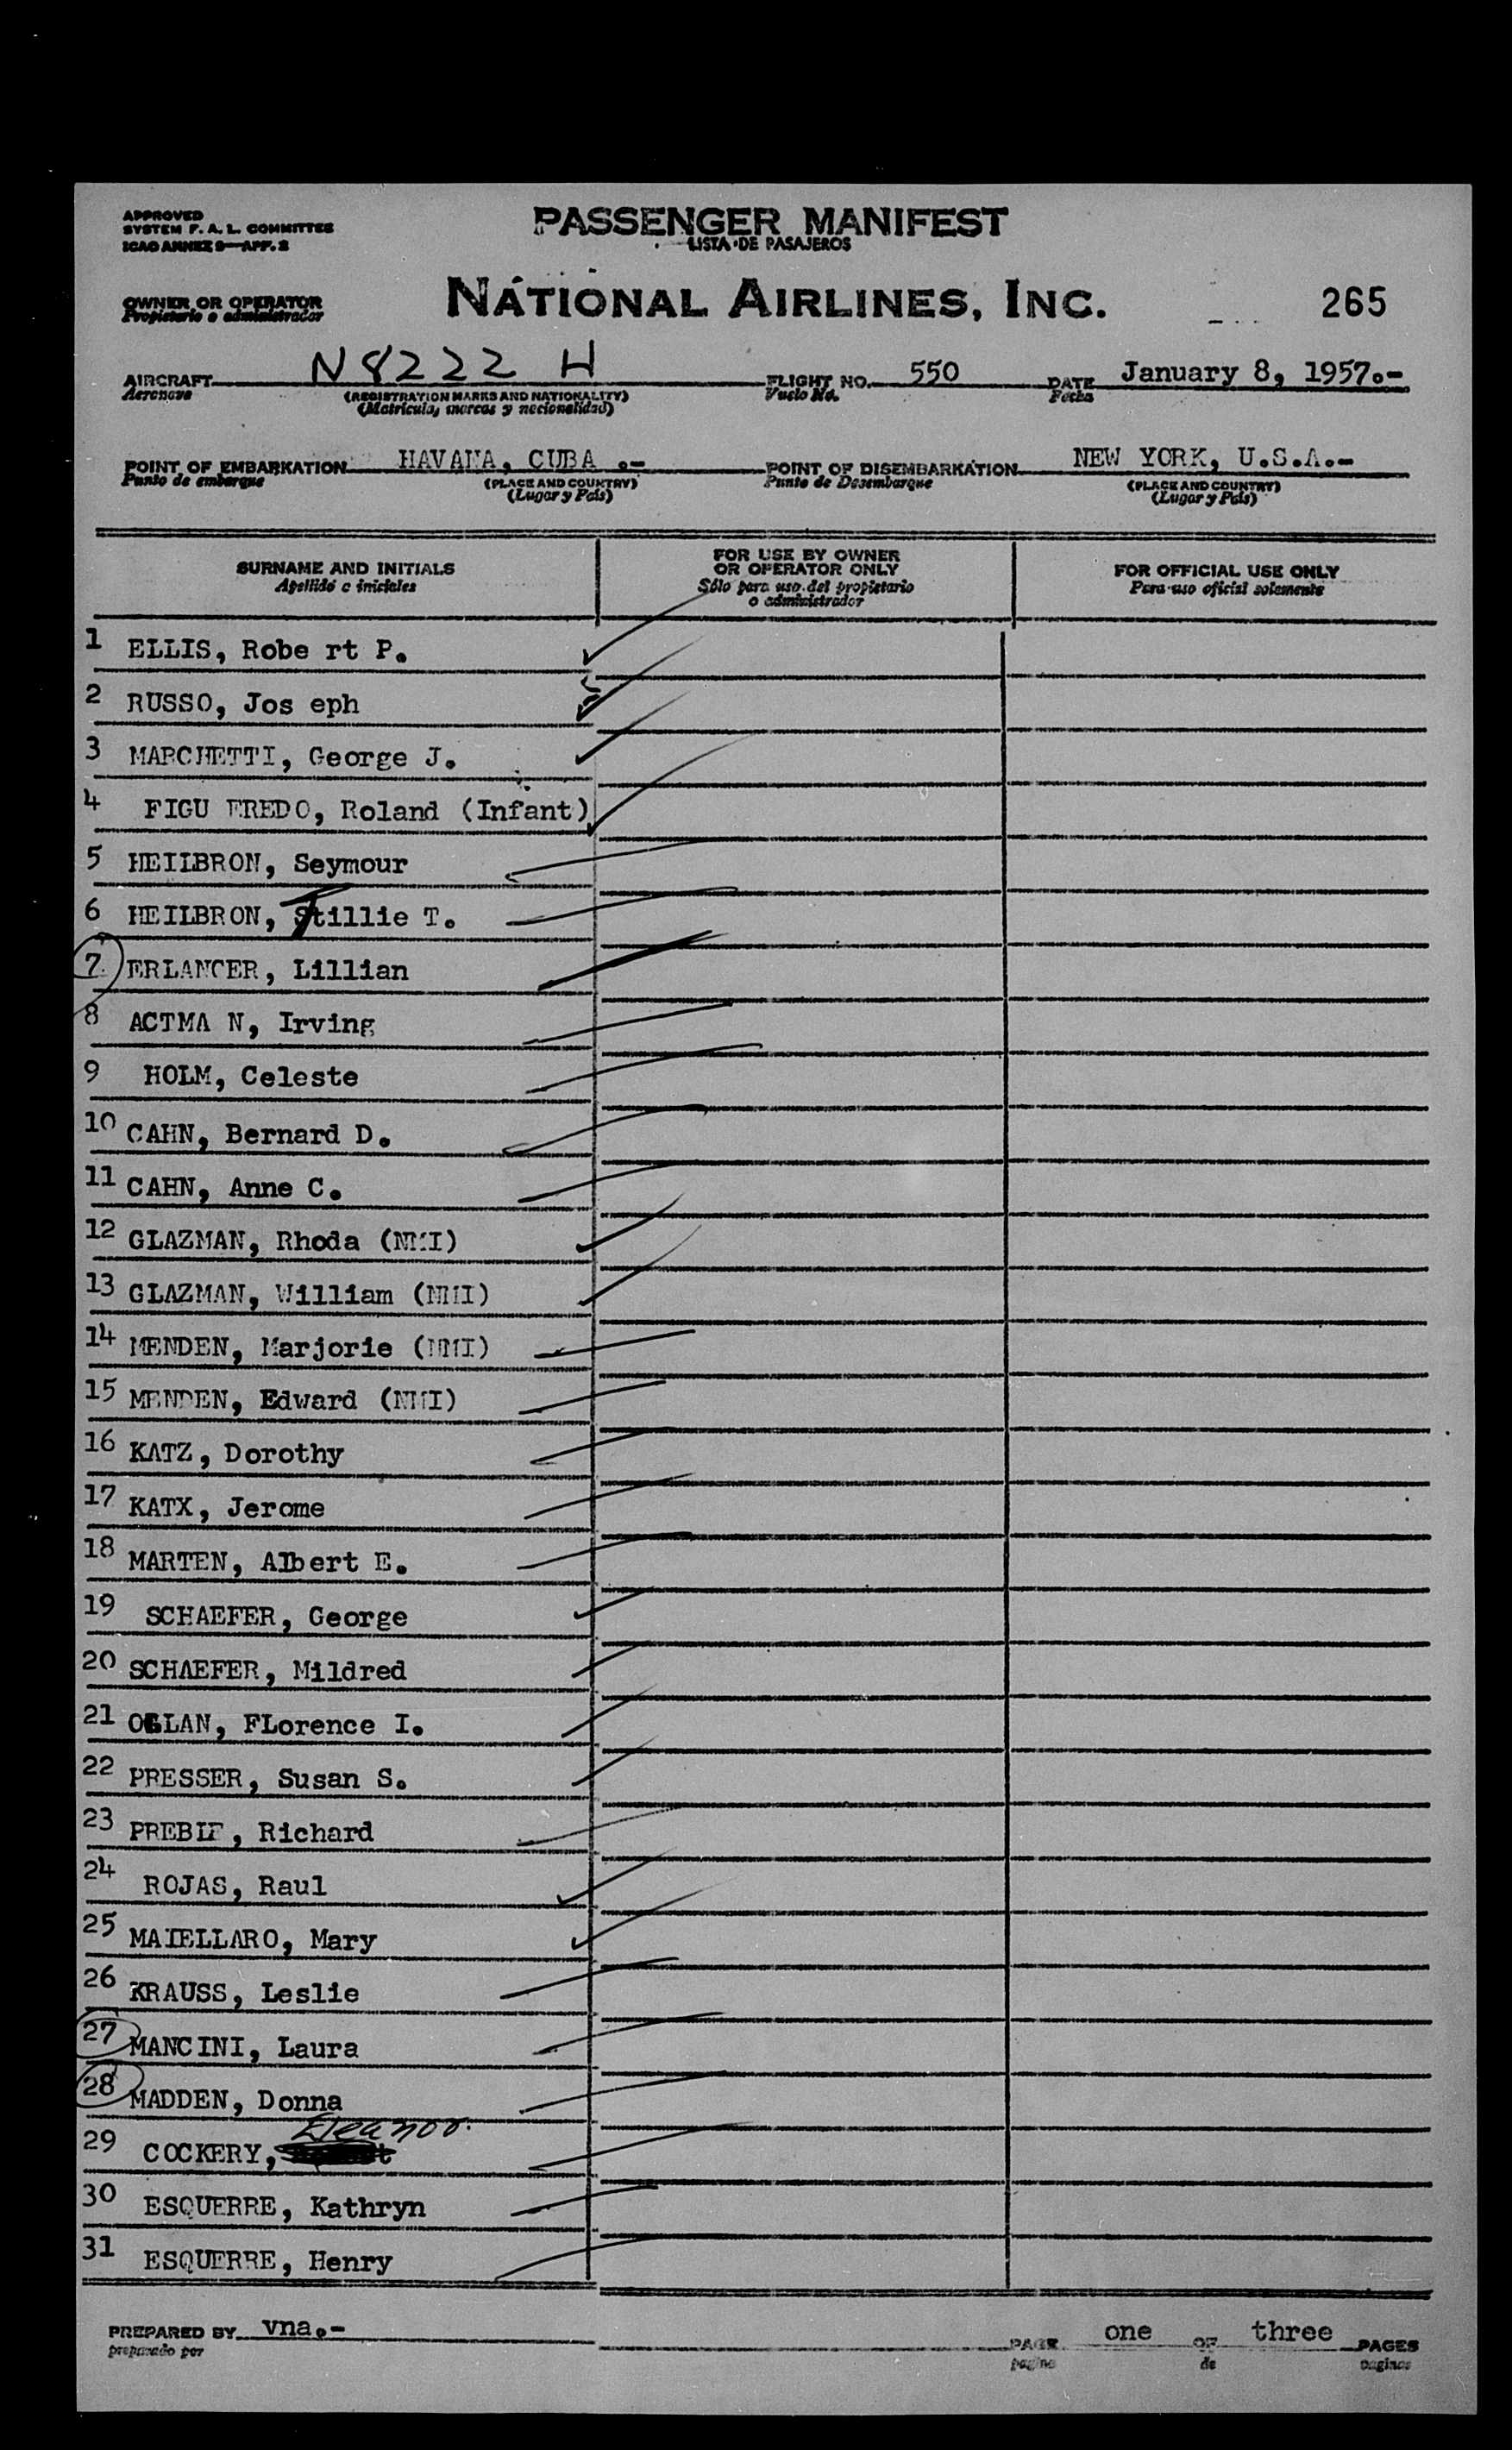 APPROVED
SYSTEM F. A. L. COMMITTEE
ICAO ANNEX 9—APP. 2
PASSENGER MANIFEST
LISTA DE PASAJEROS
OWNER OR OPERATOR
Propietario o administrador
NATIONAL AIRLINES, INC.
265
AIRCRAFT N8222 H FLIGHT NO. 550 DATE January 8, 1957.-
Aeronave (REGISTRATION MARKS AND NATIONALITY) Vuelo No. Fecha
(Matricula, marcas y nacionalidad)
POINT OF EMBARKATION HAVANA, CUBA .- POINT OF DISEMBARKATION NEW YORK, U.S.A.-
Punto de embarque (PLACE AND COUNTRY) Punto de Desembarque (PLACE AND COUNTRY)
(Lugar y País) (Lugar y País)
SURNAME AND INITIALS
Apellido e iniciales
FOR USE BY OWNER
OR OPERATOR ONLY
Sólo para uso del propietario
o administrador
FOR OFFICIAL USE ONLY
Para uso oficial solamente
1 ELLIS, Robe rt P.
2 RUSSO, Jos eph
3 MARCHETTI, George J.
4 FIGU EREDO, Roland (Infant)
5 HEILBRON, Seymour
6 HEILBRON, Tillie T.
7 ERLANGER, Lillian
8 ACTMA N, Irving
9 HOLM, Celeste
10 CAHN, Bernard D.
11 CAHN, Anne C.
12 GLAZMAN, Rhoda (NMI)
13 GLAZMAN, William (NMI)
14 MENDEN, Marjorie (NMI)
15 MENDEN, Edward (NMI)
16 KATZ, Dorothy
17 KATX, Jerome
18 MARTEN, Albert E.
19 SCHAEFER, George
20 SCHAEFER, Mildred
21 FLorence I.
22 PRESSER, Susan S.
23 Richard
24 ROJAS, Raul
25 MAIELLARO, Mary
26 KRAUSS, Leslie
27 MANCINI, Laura
28 MADDEN, Donna
Eleanor
29 COCKERY,
30 ESQUERRE, Kathryn
31 ESQUERRE, Henry
PREPARED BY vna.- PAGE one OF three PAGES
preparado por pagina de paginas